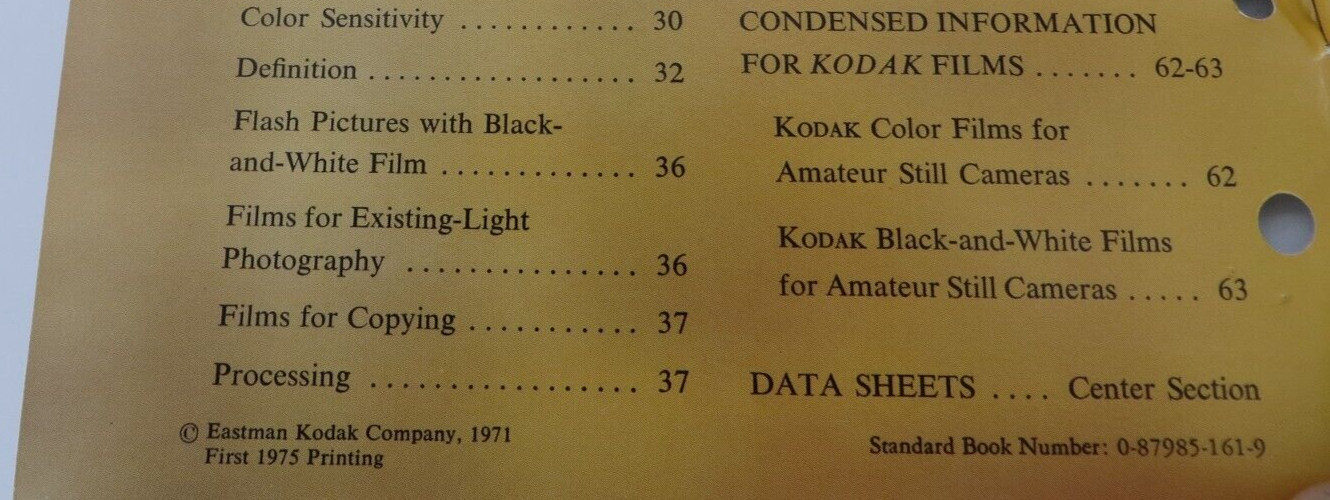 Color Sensitivity ............ 30
Definition .................. 32
Flash Pictures with Black-
and-White Film ............. 36
Films for Existing-Light
Photography ................ 36
Films for Copying ........... 37
Processing .................. 37
© Eastman Kodak Company, 1971
First 1975 Printing
CONDENSED INFORMATION
FOR KODAK FILMS ....... 62-63
KODAK Color Films for
Amateur Still Cameras ....... 62
KODAK Black-and-White Films
for Amateur Still Cameras ..... 63
DATA SHEETS .... Center Section
Standard Book Number: 0-87985-161-9